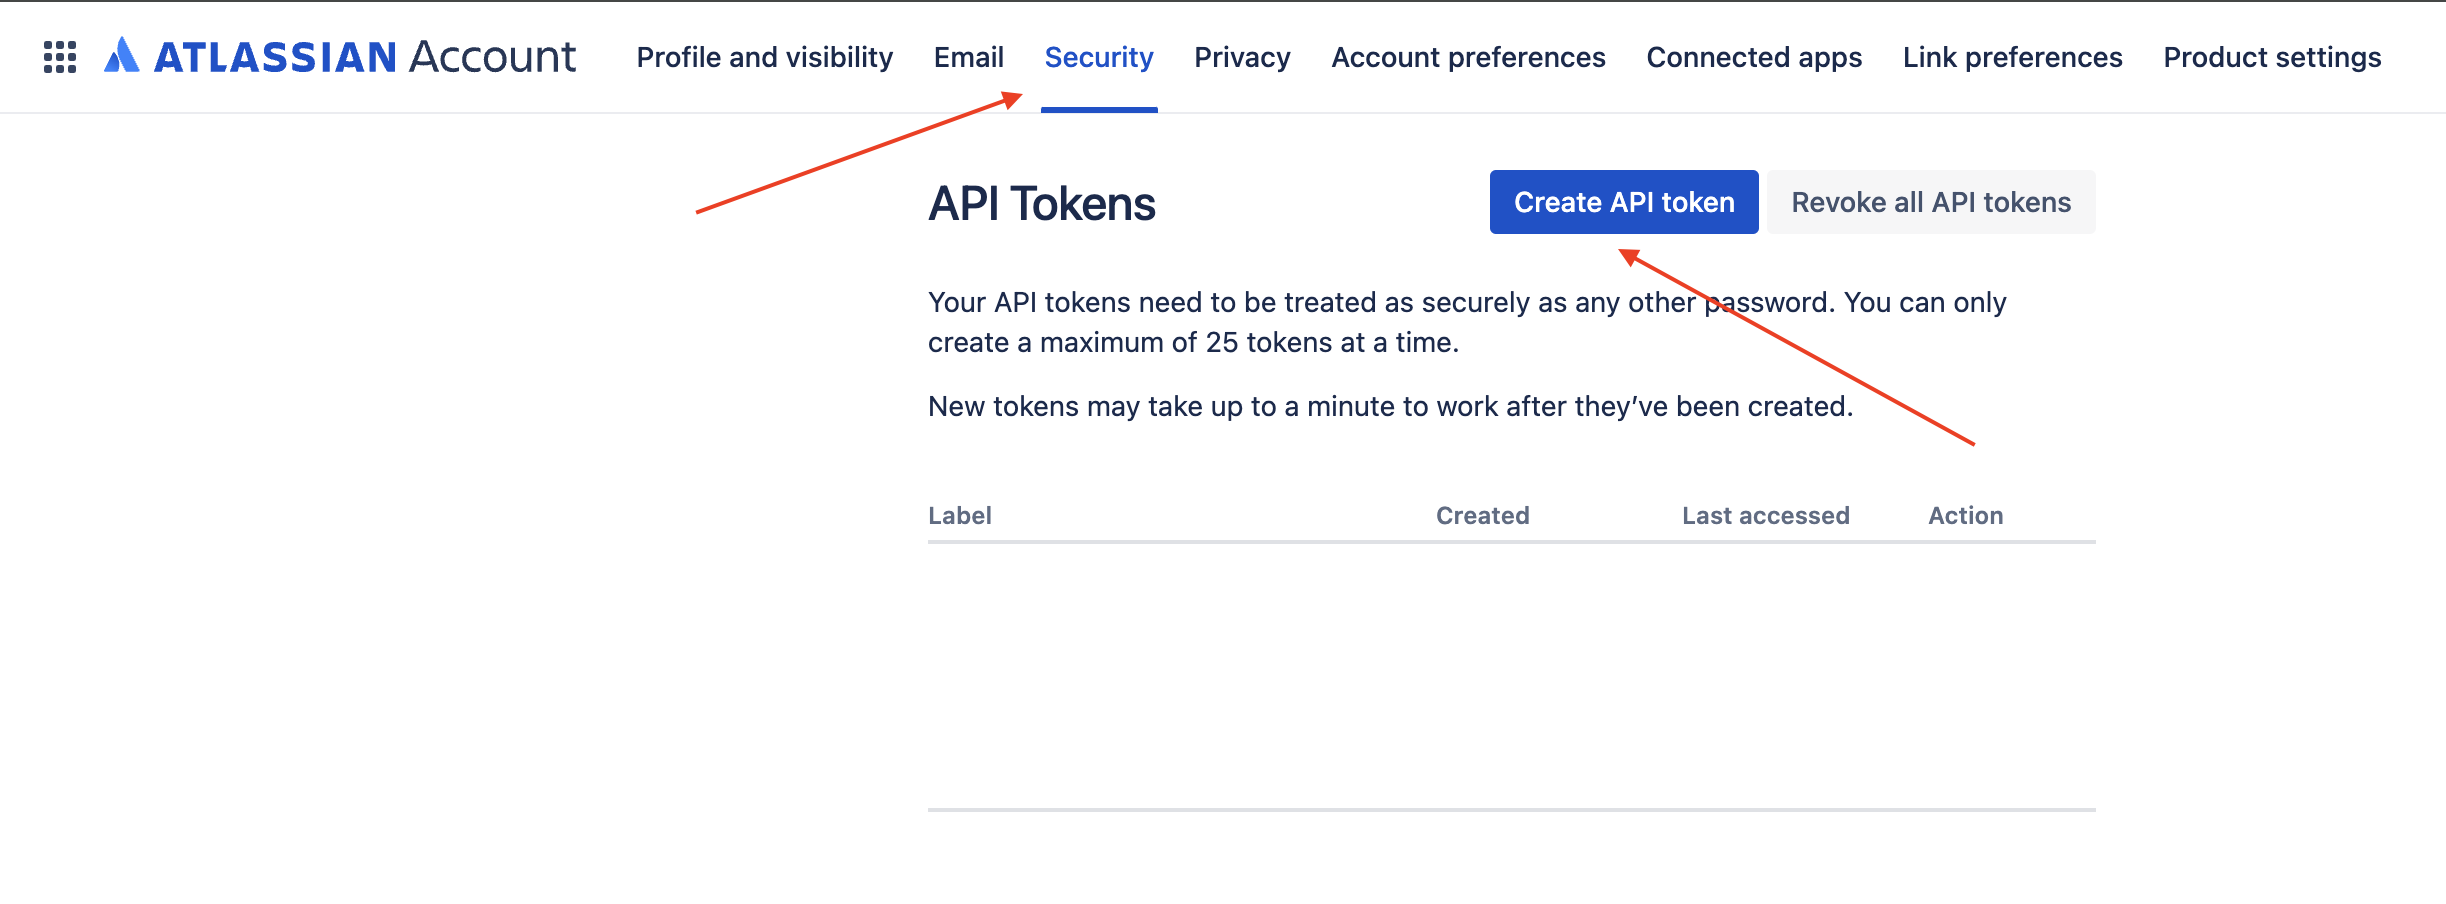 ATLASSIAN Account
Profile and visibility
Email
Security
Privacy
Account preferences
Connected apps
Link preferences
Product settings
API Tokens
Create API token
Revoke all API tokens
Your API tokens need to be treated as securely as any other password. You can only
create a maximum of 25 tokens at a time.
New tokens may take up to a minute to work after they’ve been created.
Label
Created
Last accessed
Action